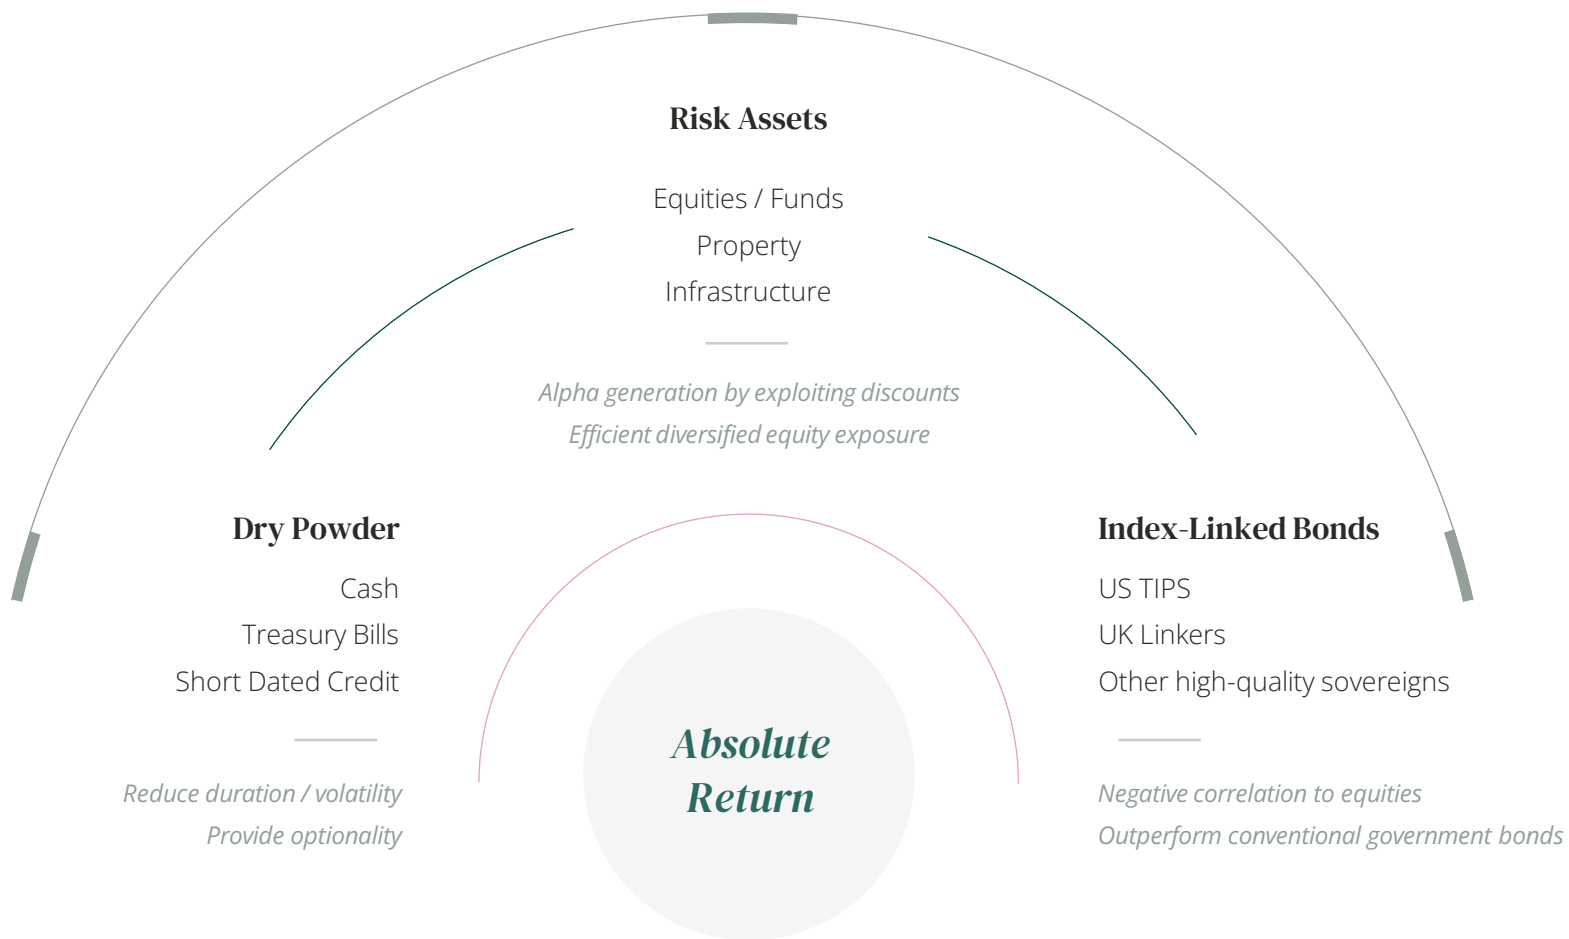 Risk Assets
Equities / Funds
Property
Infrastructure
Alpha generation by exploiting discounts
Efficient diversified equity exposure
Dry Powder
Cash
Treasury Bills
Short Dated Credit
Reduce duration / volatility
Provide optionality
Absolute
Return
Index-Linked Bonds
US TIPS
UK Linkers
Other high-quality sovereigns
Negative correlation to equities
Outperform conventional government bonds